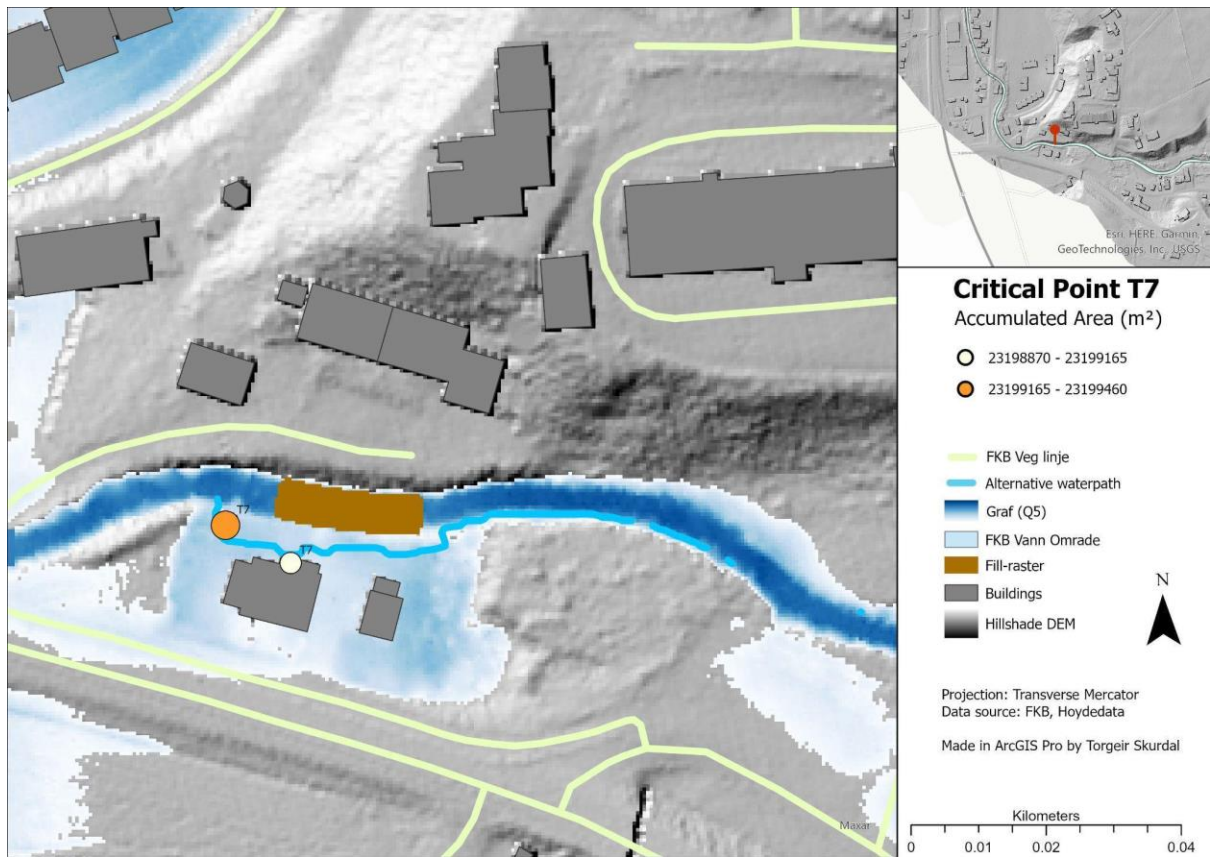 T7
T7
Maxar
Esri, HERE, Garmin,
GeoTechnologies, Inc., USGS
Critical Point T7
Accumulated Area (m²)
23198870 - 23199165
23199165 - 23199460
FKB Veg linje
Alternative waterpath
Graf (Q5)
FKB Vann Omrade
Fill-raster
Buildings
Hillshade DEM
N
Projection: Transverse Mercator
Data source: FKB, Hoydedata
Made in ArcGIS Pro by Torgeir Skurdal
Kilometers
0 0.01 0.02 0.04